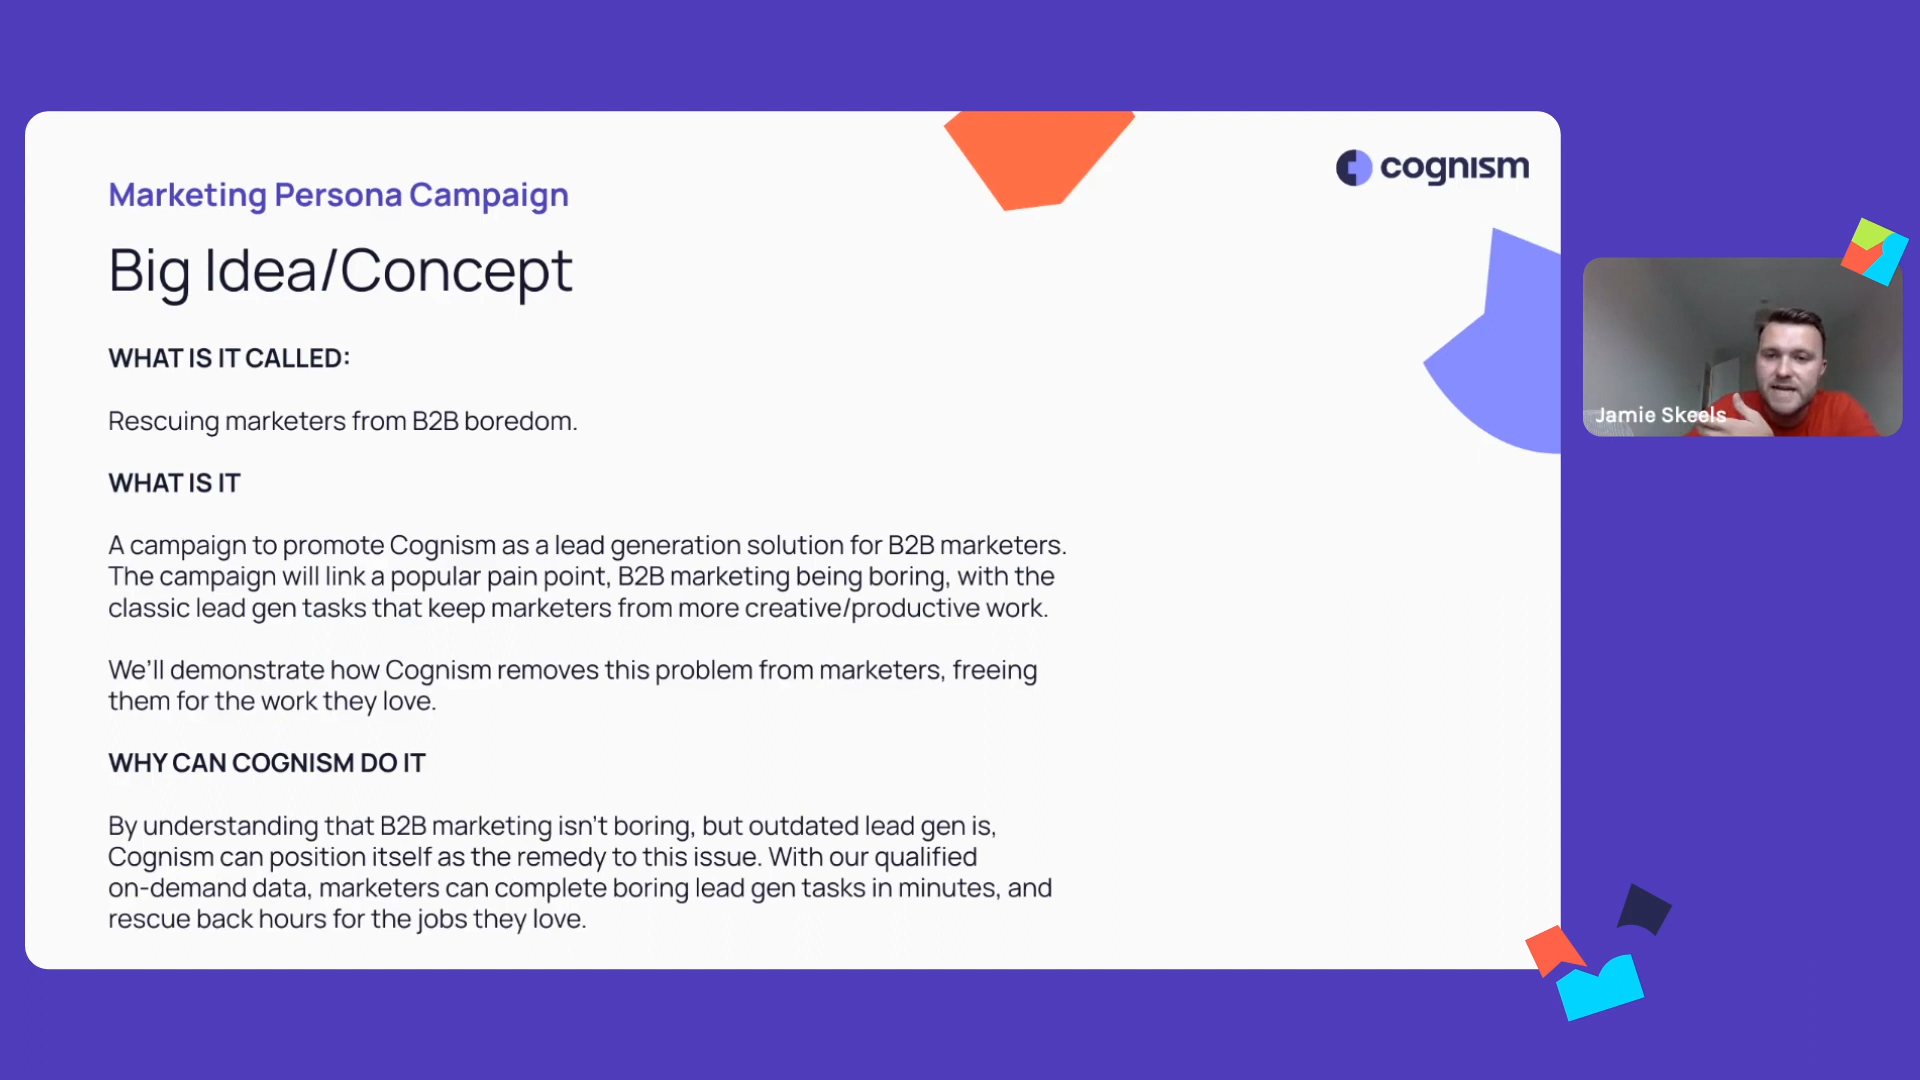 cognism
Marketing Persona Campaign
Big Idea/Concept
WHAT IS IT CALLED:
Rescuing marketers from B2B boredom.
WHAT IS IT
A campaign to promote Cognism as a lead generation solution for B2B marketers.
The campaign will link a popular pain point, B2B marketing being boring, with the
classic lead gen tasks that keep marketers from more creative/productive work.
We’ll demonstrate how Cognism removes this problem from marketers, freeing
them for the work they love.
WHY CAN COGNISM DO IT
By understanding that B2B marketing isn’t boring, but outdated lead gen is,
Cognism can position itself as the remedy to this issue. With our qualified
on-demand data, marketers can complete boring lead gen tasks in minutes, and
rescue back hours for the jobs they love.
Jamie Skeels